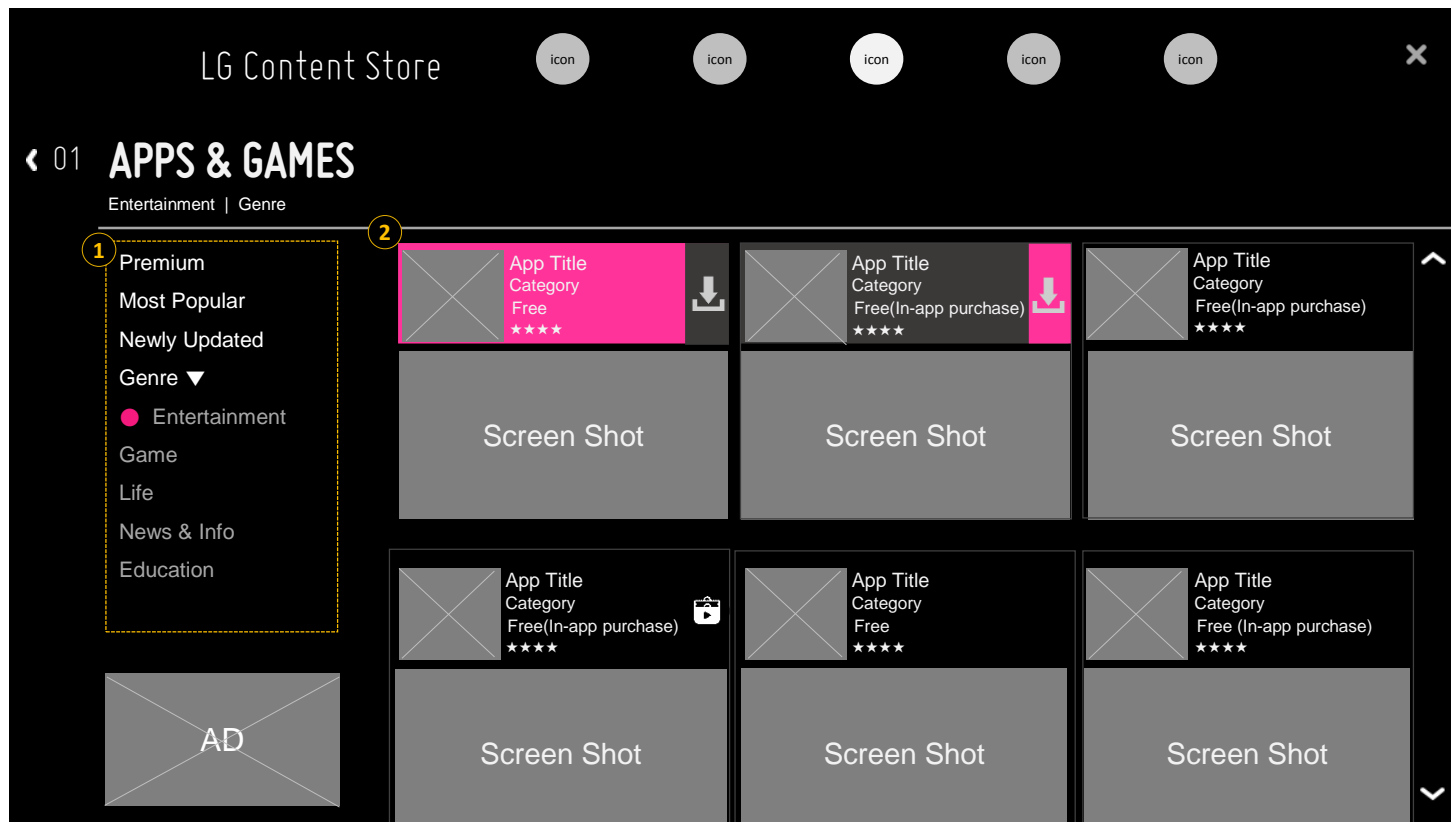 LG Content Store
icon
icon
icon
icon
icon
01
APPS & GAMES
Entertainment | Genre
1
Premium
Most Popular
Newly Updated
Genre ▼
Entertainment
Game
Life
News & Info
Education
AD
2
App Title
Category
Free
★★★★
Screen Shot
App Title
Category
Free(In-app purchase)
★★★★
Screen Shot
App Title
Category
Free(In-app purchase)
★★★★
Screen Shot
App Title
Category
Free(In-app purchase)
★★★★
Screen Shot
App Title
Category
Free
★★★★
Screen Shot
App Title
Category
Free (In-app purchase)
★★★★
Screen Shot